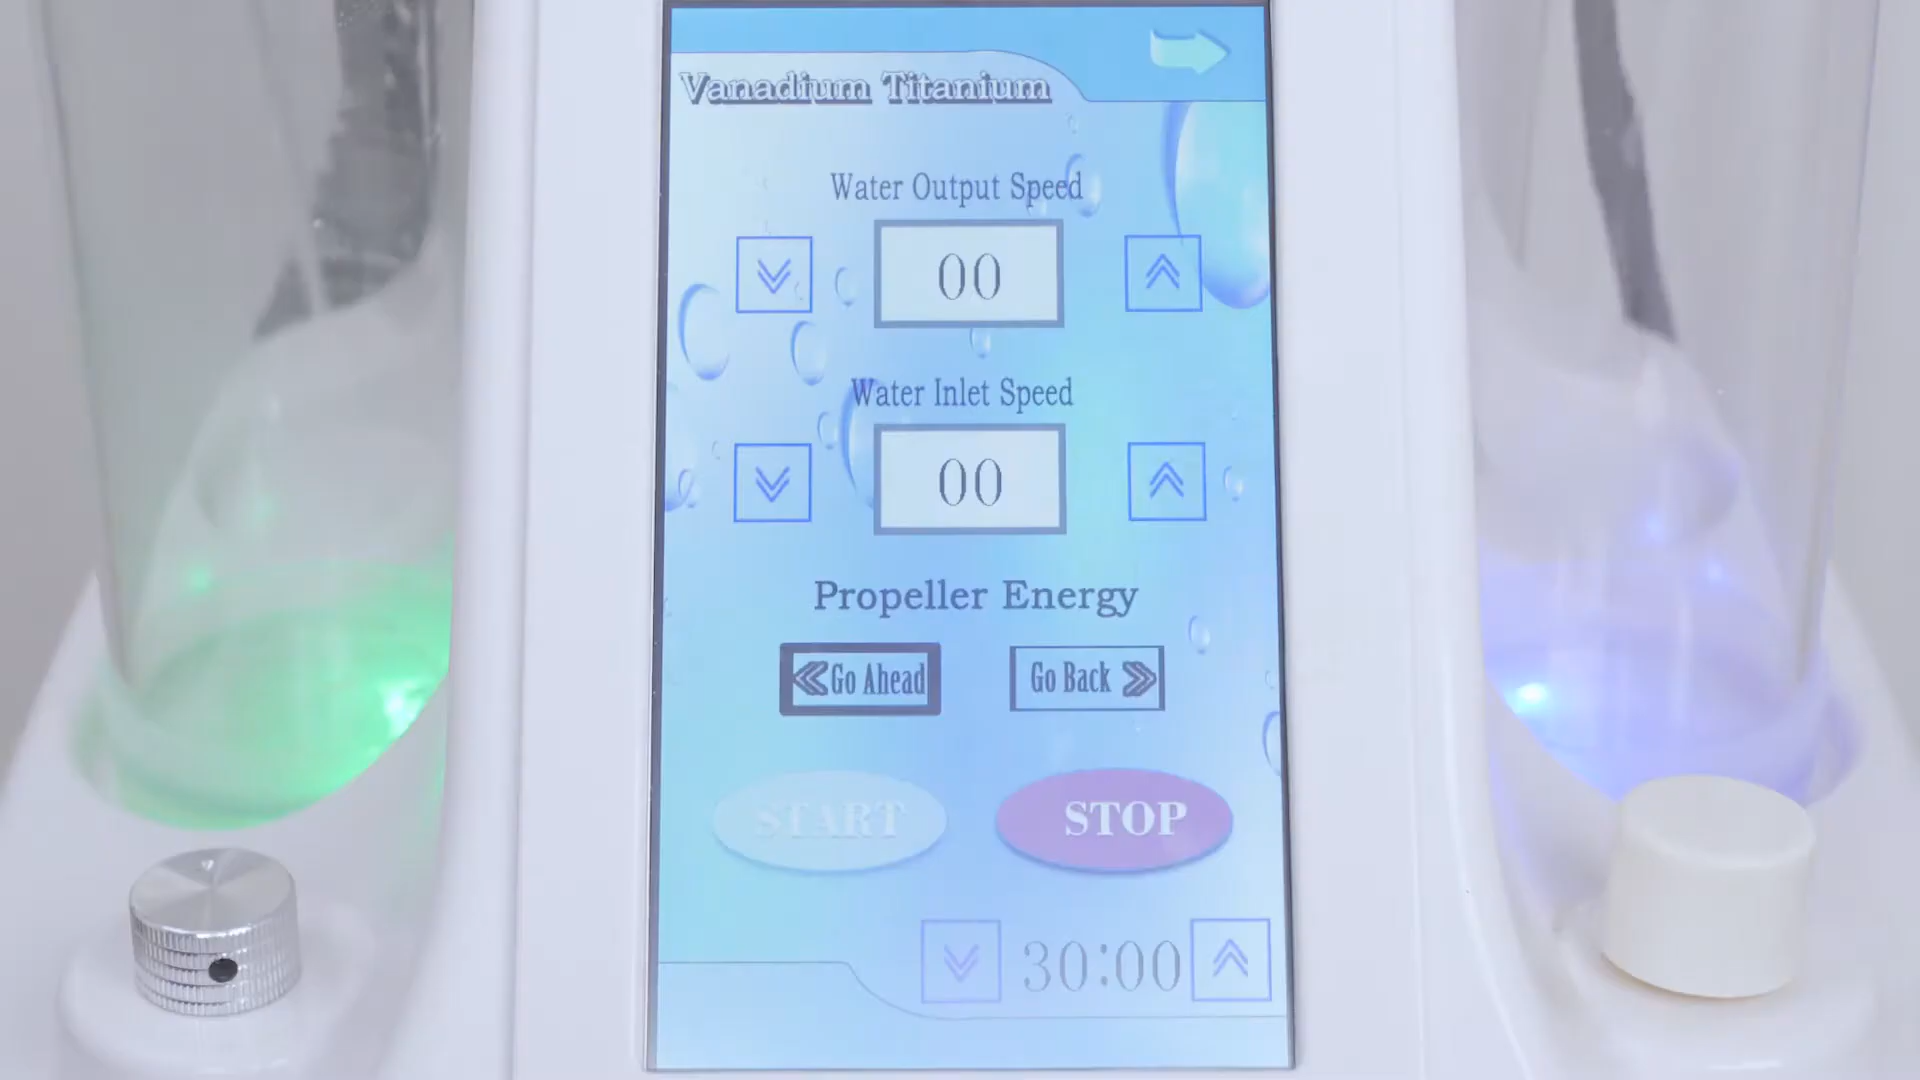 Vanadium Titanium
Water Output Speed
00
Water Inlet Speed
00
Propeller Energy
Go Ahead
Go Back
START
STOP
30:00